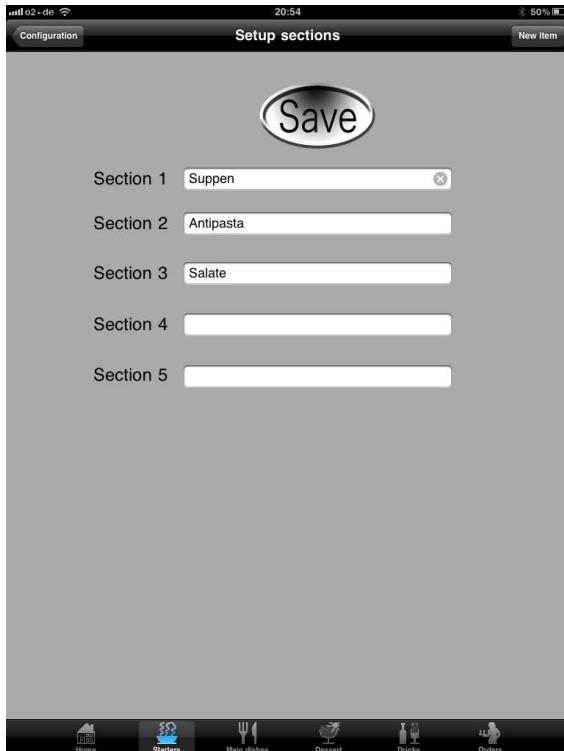 o2-de 20:54 50%
Configuration Setup sections New item
Save
Section 1 Suppen
Section 2 Antipasta
Section 3 Salate
Section 4
Section 5
Home Starters Main dishes Dessert Drinks Orders